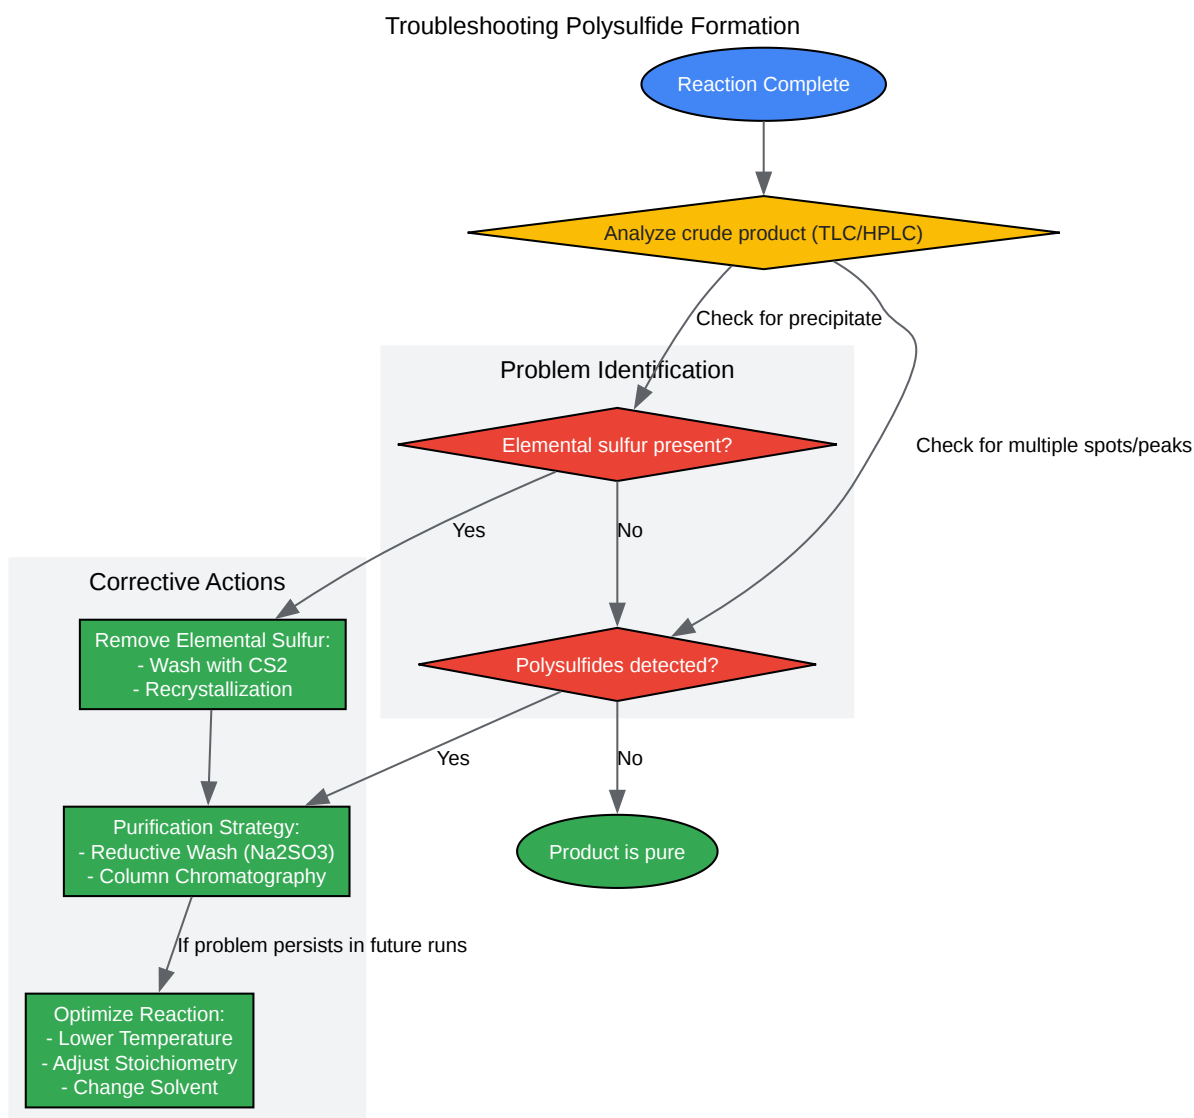 Troubleshooting Polysulfide Formation
Reaction Complete
Analyze crude product (TLC/HPLC)
Check for precipitate
Problem Identification
Elemental sulfur present?
Check for multiple spots/peaks
Yes
No
Corrective Actions
Remove Elemental Sulfur:
- Wash with CS2
- Recrystallization
Polysulfides detected?
Yes
No
Purification Strategy:
- Reductive Wash (Na2SO3)
- Column Chromatography
Product is pure
If problem persists in future runs
Optimize Reaction:
- Lower Temperature
- Adjust Stoichiometry
- Change Solvent